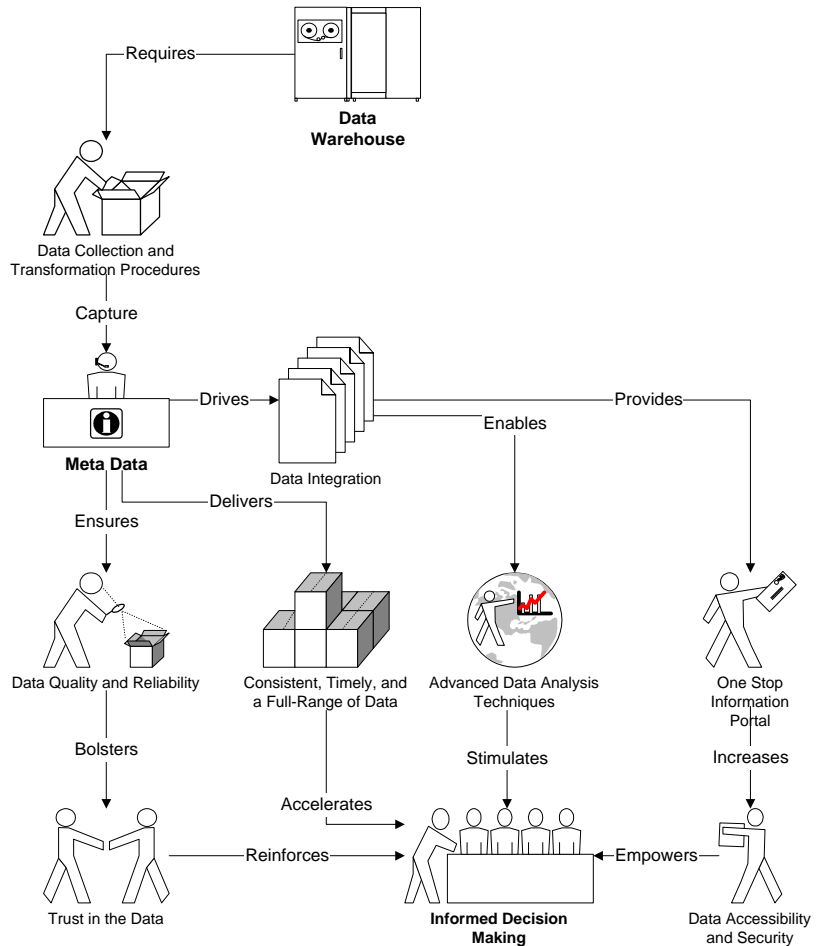 Requires
Data
Warehouse
Data Collection and
Transformation Procedures
Capture
Drives
Provides
Enables
Meta Data
Data Integration
Delivers
Ensures
Data Quality and Reliability
Consistent, Timely, and
a Full-Range of Data
Advanced Data Analysis
Techniques
One Stop
Information
Portal
Bolsters
Stimulates
Increases
Accelerates
Reinforces
Empowers
Trust in the Data
Informed Decision
Making
Data Accessibility
and Security